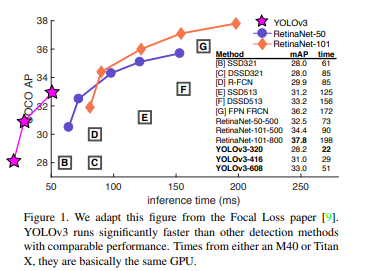 YOLOv3
RetinaNet-50
RetinaNet-101
Method mAP time
[B] SSD321 28.0 61
[C] DSSD321 28.0 85
[D] R-FCN 29.9 85
[E] SSD513 31.2 125
[F] DSSD513 33.2 156
[G] FPN FRCN 36.2 172
RetinaNet-50-500 32.5 73
RetinaNet-101-500 34.4 90
RetinaNet-101-800 37.8 198
YOLOv3-320 28.2 22
YOLOv3-416 31.0 29
YOLOv3-608 33.0 51
38
36
34
32
30
28
COCO AP
B
C
D
E
F
G
50 100 150 200 250
inference time (ms)
Figure 1. We adapt this figure from the Focal Loss paper [9].
YOLOv3 runs significantly faster than other detection methods
with comparable performance. Times from either an M40 or Titan
X, they are basically the same GPU.